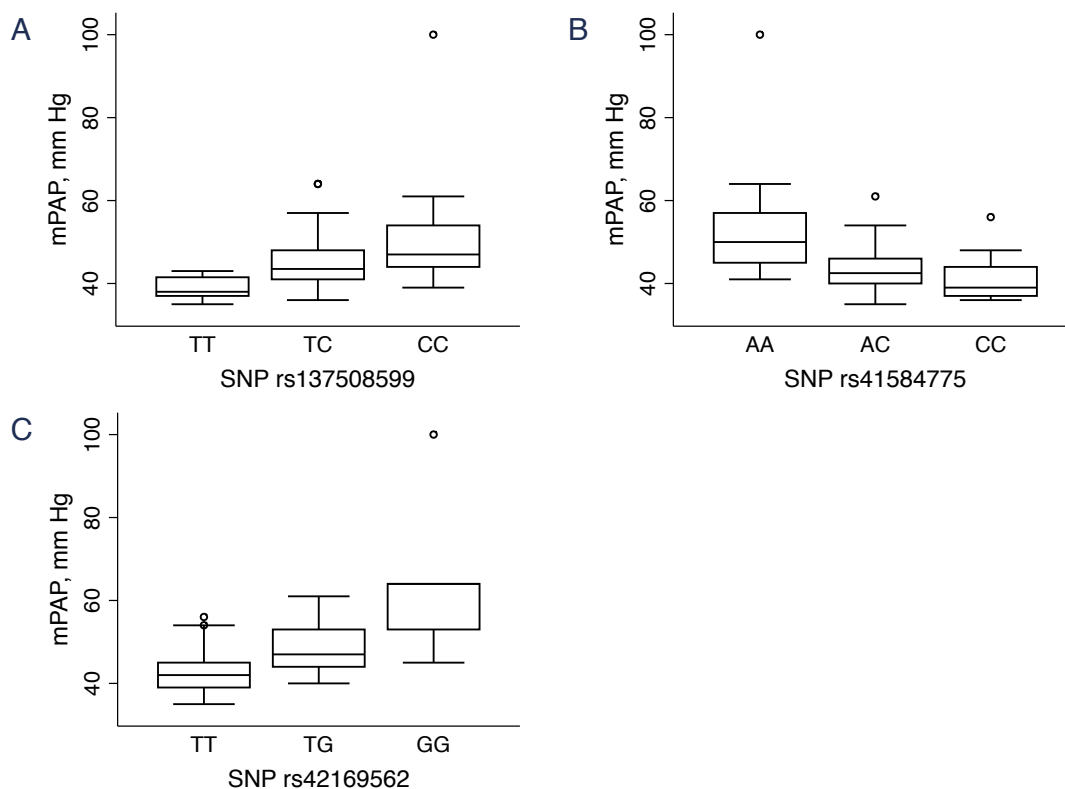 A
mPAP, mm Hg
100
80
60
40
TT TC CC
SNP rs137508599
B
mPAP, mm Hg
100
80
60
40
AA AC CC
SNP rs41584775
C
mPAP, mm Hg
100
80
60
40
TT TG GG
SNP rs42169562